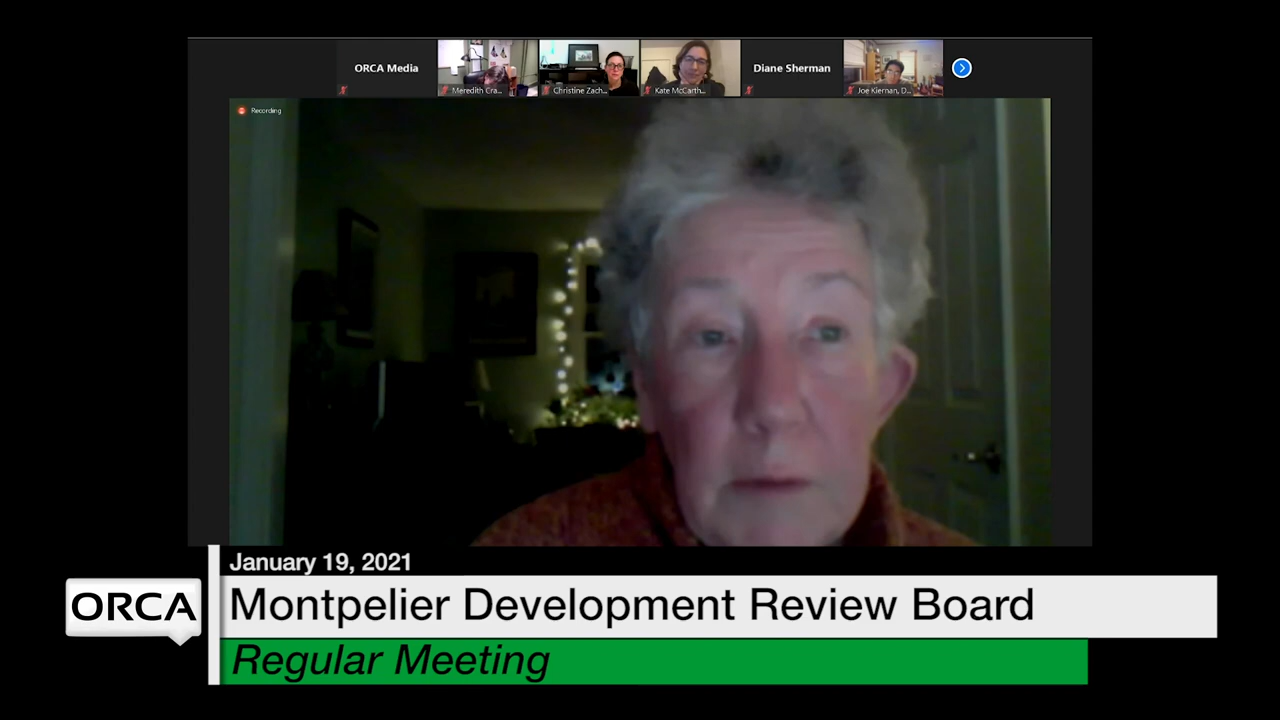 ORCA Media
Meredith Cra...
Christine Zach...
Kate McCarth...
Diane Sherman
Joe Kiernan, D...
Recording
January 19, 2021
ORCA
Montpelier Development Review Board
Regular Meeting